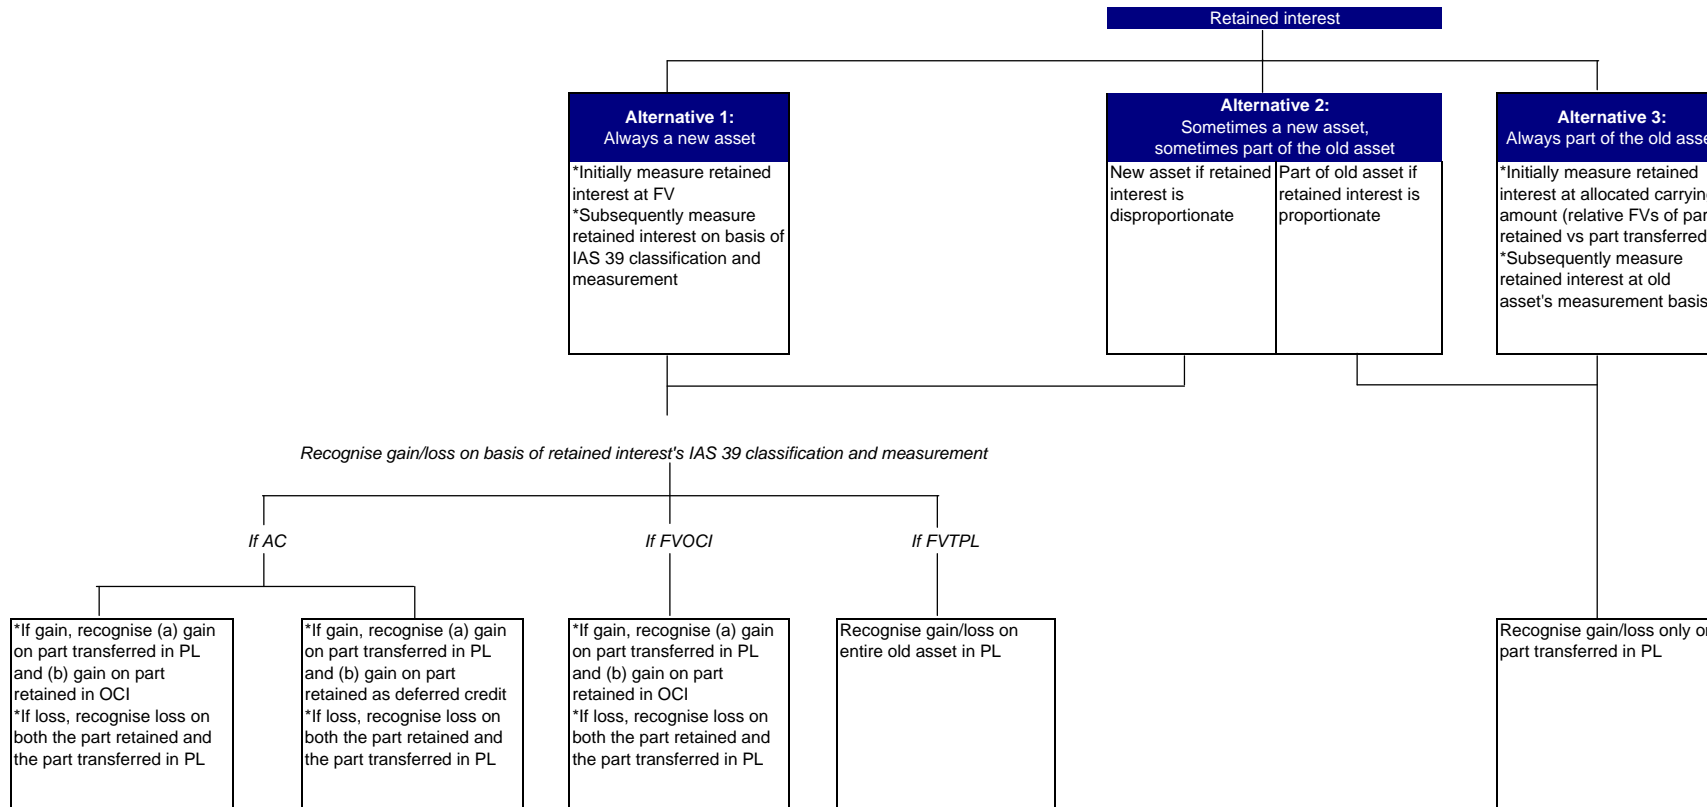 Retained interest
Alternative 1:
Always a new asset
*Initially measure retained
interest at FV
*Subsequently measure
retained interest on basis of
IAS 39 classification and
measurement
Alternative 2:
Sometimes a new asset,
sometimes part of the old asset
New asset if retained
interest is
disproportionate
Part of old asset if
retained interest is
proportionate
Alternative 3:
Always part of the old
*Initially measure retained
interest at allocated
amount (relative FVs of
retained vs part transferred
*Subsequently measure
retained interest at old
asset's measurement basis
Recognise gain/loss on basis of retained interest's IAS 39 classification and measurement
If AC
If FVOCI
If FVTPL
*If gain, recognise (a) gain
on part transferred in PL
and (b) gain on part
retained in OCI
*If loss, recognise loss on
both the part retained and
the part transferred in PL
*If gain, recognise (a) gain
on part transferred in PL
and (b) gain on part
retained as deferred credit
*If loss, recognise loss on
both the part retained and
the part transferred in PL
*If gain, recognise (a) gain
on part transferred in PL
and (b) gain on part
retained in OCI
*If loss, recognise loss on
both the part retained and
the part transferred in PL
Recognise gain/loss on
entire old asset in PL
Recognise gain/loss only
part transferred in PL